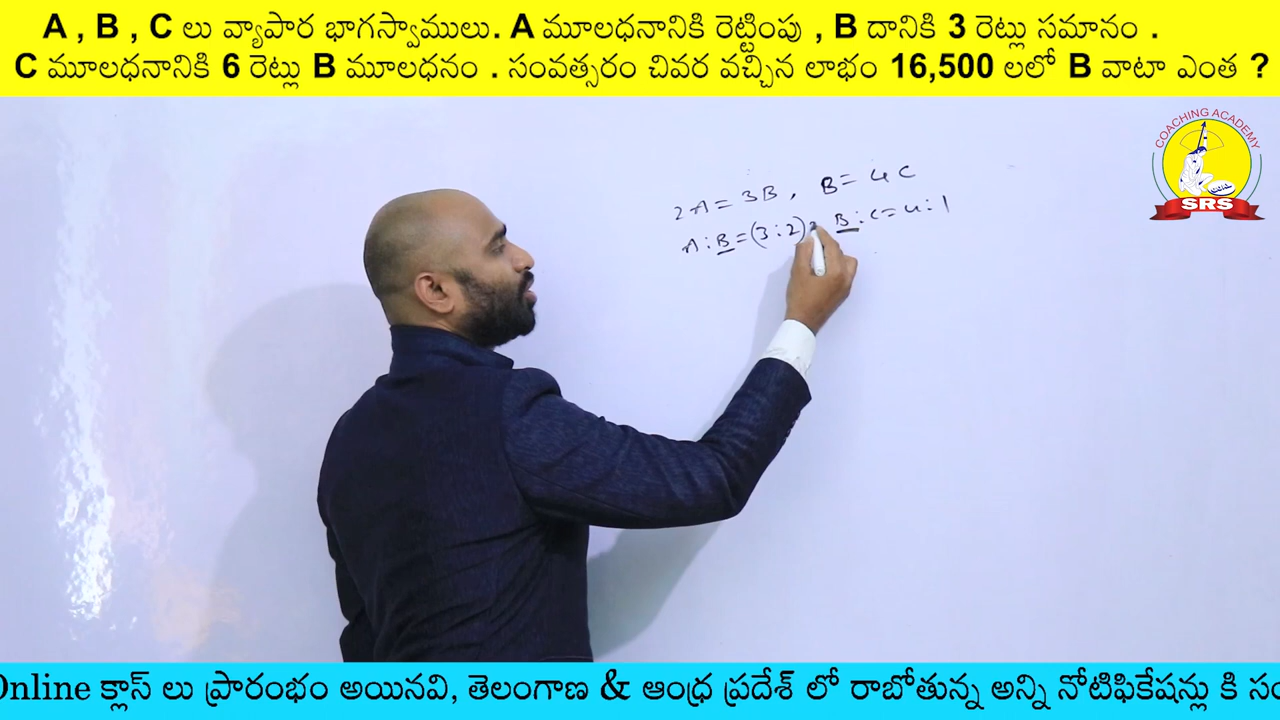 A , B , C లు వ్యాపార భాగస్వాములు. A మూలధనానికి రెట్టింపు , B దానికి 3 రెట్లు సమానం .
C మూలధనానికి 6 రెట్లు B మూలధనం . సంవత్సరం చివర వచ్చిన లాభం 16,500 లలో B వాటా ఎంత ?
COACHING ACADEMY
SRS
2A = 3B , B = 4C
A : B = (3 : 2) B : C = 4 : 1
Online క్లాస్ లు ప్రారంభం అయినవి, తెలంగాణ & ఆంధ్ర ప్రదేశ్ లో రాబోతున్న అన్ని నోటిఫికేషన్లు కి